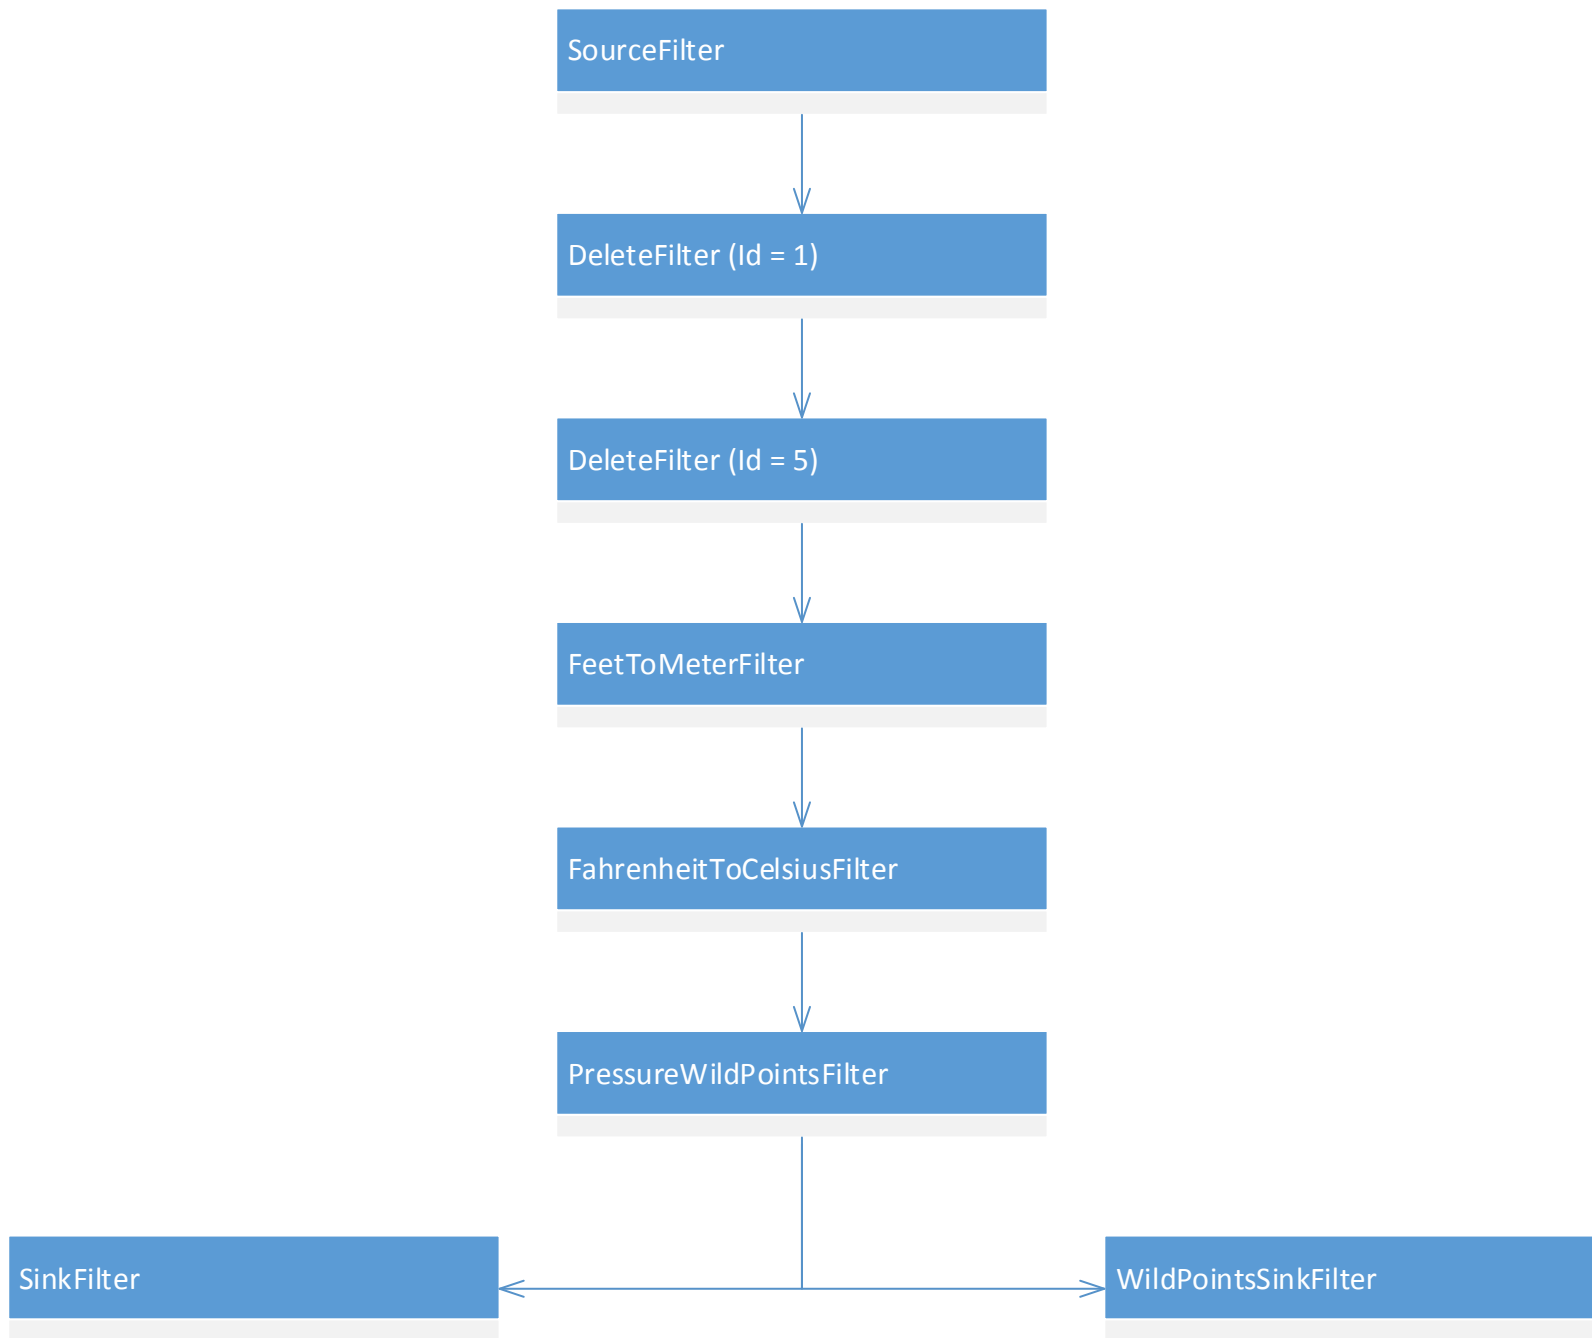 SourceFilter
DeleteFilter (Id = 1)
DeleteFilter (Id = 5)
FeetToMeterFilter
FahrenheitToCelsiusFilter
PressureWildPointsFilter
SinkFilter
WildPointsSinkFilter